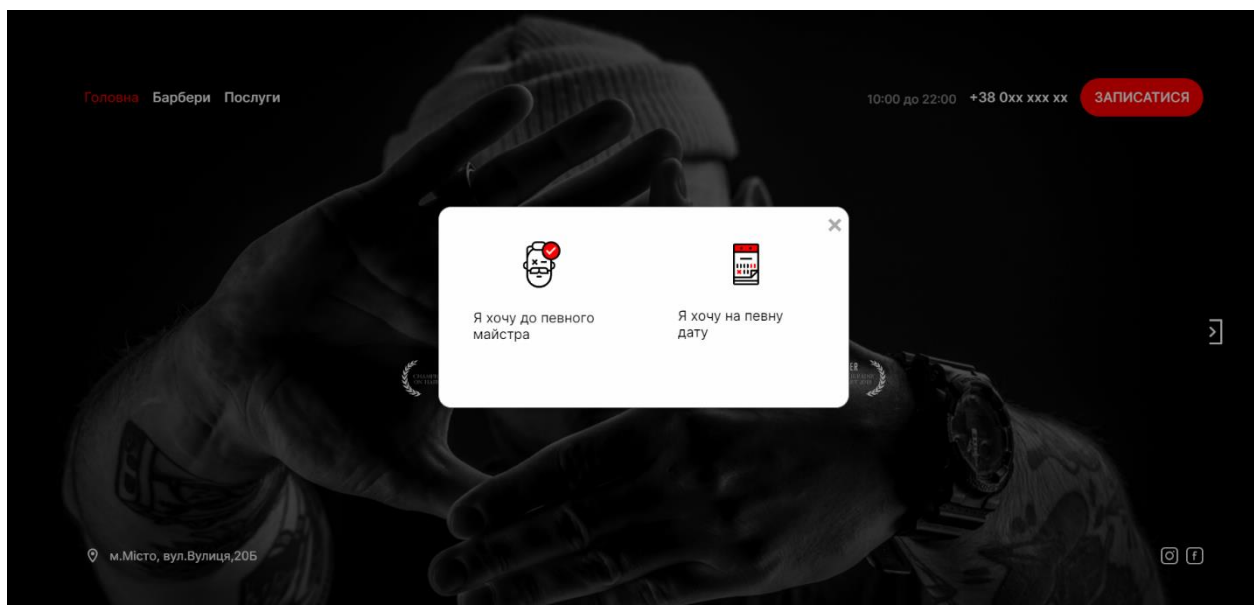 Головна Барбери Послуги
10:00 до 22:00 +38 0xx xxx xx ЗАПИСАТИСЯ
Я хочу до певного
майстра
Я хочу на певну
дату
м.Місто, вул.Вулиця,20Б